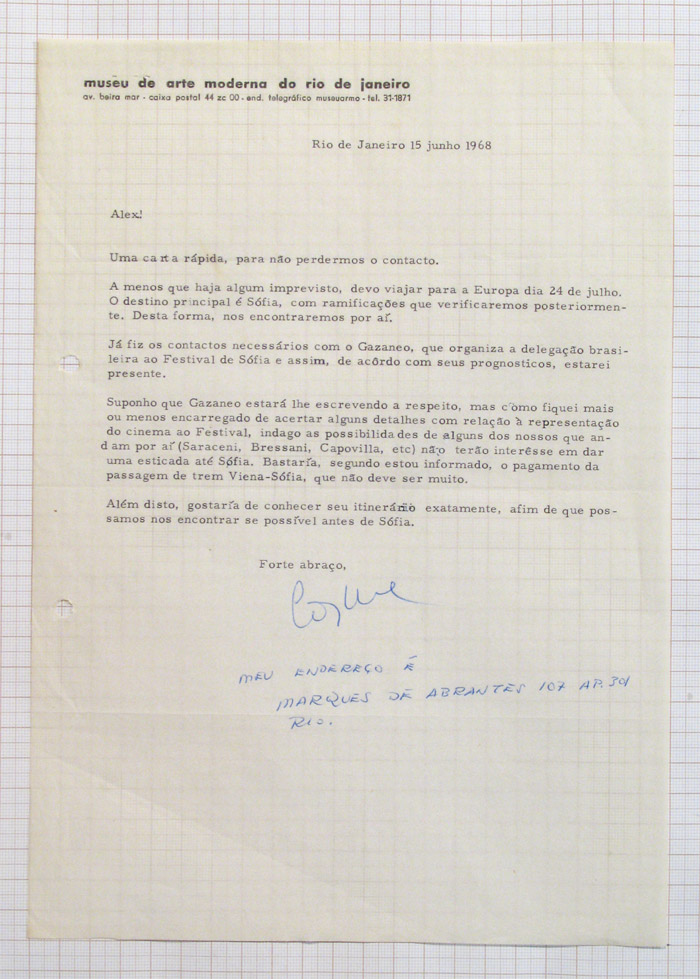 museu de arte moderna do rio de janeiro
av. beira mar - caixa postal 44 zc 00 - end. telográfico museuarmo - tel. 31-1871
Rio de Janeiro 15 junho 1968
Alex!
Uma carta rápida, para não perdermos o contacto.
A menos que haja algum imprevisto, devo viajar para a Europa dia 24 de julho.
O destino principal é Sófia, com ramificações que verificaremos posteriormen-
te. Desta forma, nos encontraremos por aí.
Já fiz os contactos necessários com o Gazaneo, que organiza a delegação brasi-
leira ao Festival de Sófia e assim, de acôrdo com seus prognosticos, estarei
presente.
Suponho que Gazaneo estará lhe escrevendo a respeito, mas cômo fiquei mais
ou menos encarregado de acertar alguns detalhes com relação à representação
do cinema ao Festival, indago as possibilidades de alguns dos nossos que an-
dam por aí (Saraceni, Bressani, Capovilla, etc) não terão interêsse em dar
uma esticada até Sófia. Bastaría, segundo estou informado, o pagamento da
passagem de trem Viena-Sófia, que não deve ser muito.
Além disto, gostaría de conhecer seu itinerário exatamente, afim de que pos-
samos nos encontrar se possível antes de Sófia.
Forte abraço,
MEU ENDEREÇO É
MARQUES DE ABRANTES 107 AP. 301
RIO.